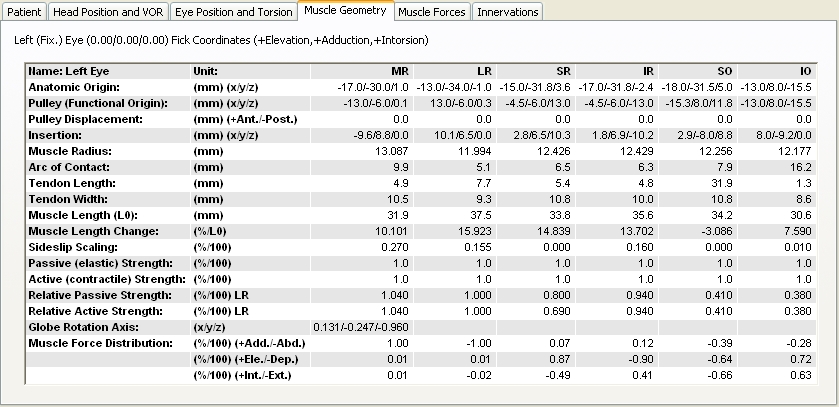 Patient Head Position and VOR Eye Position and Torsion Muscle Geometry Muscle Forces Innervations
Left (Fix.) Eye (0.00/0.00/0.00) Fick Coordinates (+Elevation,+Adduction,+Intorsion)
Name: Left Eye Unit: MR LR SR IR SO IO
Anatomic Origin: (mm) (x/y/z) -17.0/-30.0/1.0 -13.0/-34.0/-1.0 -15.0/-31.8/3.6 -17.0/-31.8/-2.4 -18.0/-31.5/5.0 -13.0/8.0/-15.5
Pulley (Functional Origin): (mm) (x/y/z) -13.0/-6.0/0.1 13.0/-6.0/0.3 -4.5/-6.0/13.0 -4.5/-6.0/-13.0 -15.3/8.0/11.8 -13.0/8.0/-15.5
Pulley Displacement: (mm) (+Ant./-Post.) 0.0 0.0 0.0 0.0 0.0 0.0
Insertion: (mm) (x/y/z) -9.6/8.8/0.0 10.1/6.5/0.0 2.8/6.5/10.3 1.8/6.9/-10.2 2.9/-8.0/8.8 8.0/-9.2/0.0
Muscle Radius: (mm) 13.087 11.994 12.426 12.429 12.256 12.177
Arc of Contact: (mm) 9.9 5.1 6.5 6.3 7.9 16.2
Tendon Length: (mm) 4.9 7.7 5.4 4.8 31.9 1.3
Tendon Width: (mm) 10.5 9.3 10.8 10.0 10.8 8.6
Muscle Length (L0): (mm) 31.9 37.5 33.8 35.6 34.2 30.6
Muscle Length Change: (%/L0) 10.101 15.923 14.839 13.702 -3.086 7.590
Sideslip Scaling: (%/100) 0.270 0.155 0.000 0.160 0.000 0.010
Passive (elastic) Strength: (%/100) 1.0 1.0 1.0 1.0 1.0 1.0
Active (contractile) Strength: (%/100) 1.0 1.0 1.0 1.0 1.0 1.0
Relative Passive Strength: (%/100) LR 1.040 1.000 0.800 0.940 0.410 0.380
Relative Active Strength: (%/100) LR 1.040 1.000 0.690 0.940 0.410 0.380
Globe Rotation Axis: (x/y/z) 0.131/-0.247/-0.960
Muscle Force Distribution: (%/100) (+Add./-Abd.) 1.00 -1.00 0.07 0.12 -0.39 -0.28
(%/100) (+Ele./-Dep.) 0.01 0.01 0.87 -0.90 -0.64 0.72
(%/100) (+Int./-Ext.) 0.01 -0.02 -0.49 0.41 -0.66 0.63